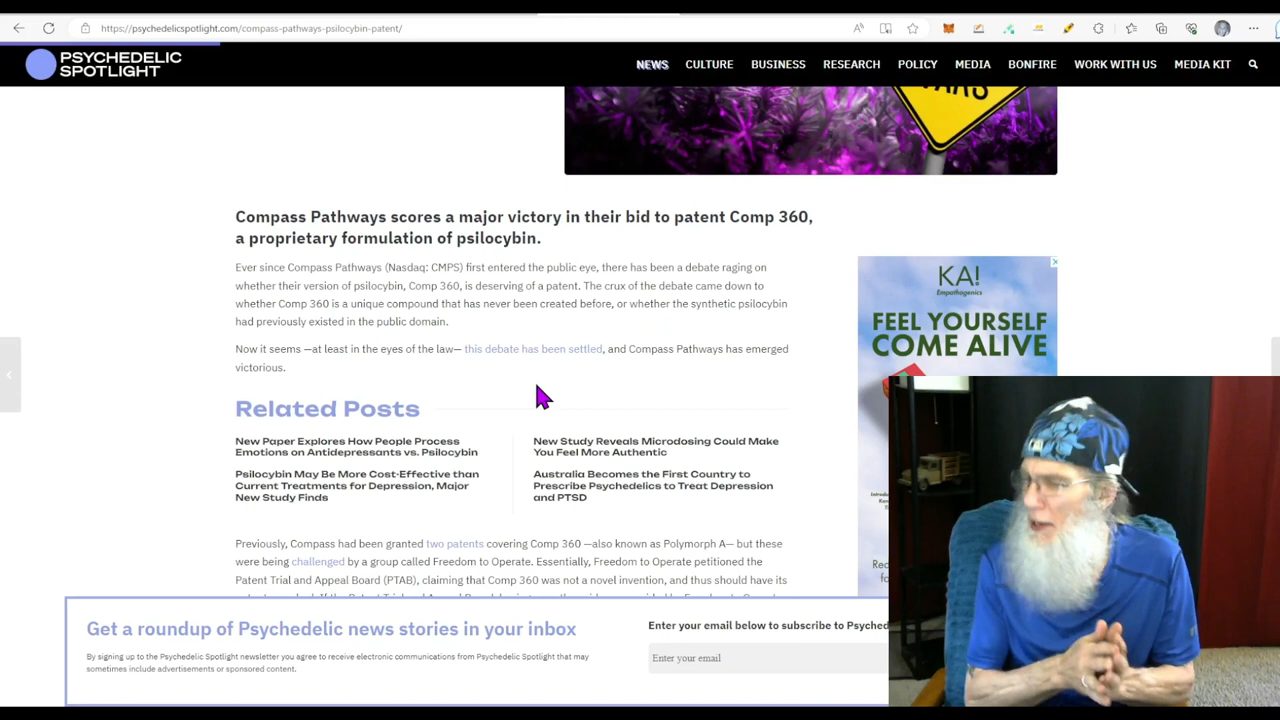 https://psychedelicspotlight.com/compass-pathways-psilocybin-patent/
PSYCHEDELIC
SPOTLIGHT
NEWS CULTURE BUSINESS RESEARCH POLICY MEDIA BONFIRE WORK WITH US MEDIA KIT
Compass Pathways scores a major victory in their bid to patent Comp 360,
a proprietary formulation of psilocybin.
Ever since Compass Pathways (Nasdaq: CMPS) first entered the public eye, there has been a debate raging on
whether their version of psilocybin, Comp 360, is deserving of a patent. The crux of the debate came down to
whether Comp 360 is a unique compound that has never been created before, or whether the synthetic psilocybin
had previously existed in the public domain.
Now it seems —at least in the eyes of the law— this debate has been settled, and Compass Pathways has emerged
victorious.
KA!
Empathogenics
FEEL YOURSELF
COME ALIVE
Related Posts
New Paper Explores How People Process
Emotions on Antidepressants vs. Psilocybin
Psilocybin May Be More Cost-Effective than
Current Treatments for Depression, Major
New Study Finds
New Study Reveals Microdosing Could Make
You Feel More Authentic
Australia Becomes the First Country to
Prescribe Psychedelics to Treat Depression
and PTSD
Previously, Compass had been granted two patents covering Comp 360 —also known as Polymorph A— but these
were being challenged by a group called Freedom to Operate. Essentially, Freedom to Operate petitioned the
Patent Trial and Appeal Board (PTAB), claiming that Comp 360 was not a novel invention, and thus should have its
Get a roundup of Psychedelic news stories in your inbox
By signing up to the Psychedelic Spotlight newsletter you agree to receive electronic communications from Psychedelic Spotlight that may
sometimes include advertisements or sponsored content.
Enter your email below to subscribe to Psyched
Enter your email